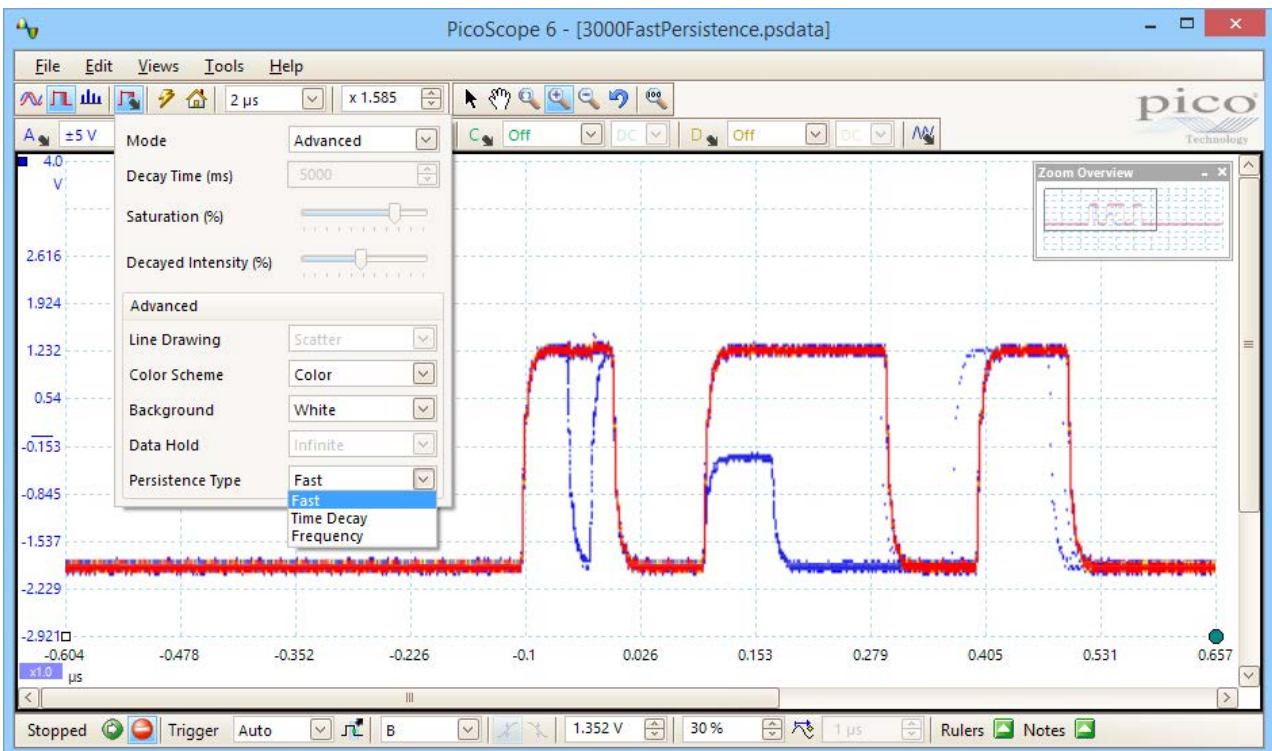 PicoScope 6 - [3000FastPersistence.psdata]
File Edit Views Tools Help
2 µs x 1.585
pico
Technology
A ±5 V C Off DC D Off DC
Mode Advanced
Decay Time (ms) 5000
Saturation (%)
Decayed Intensity (%)
Advanced
Line Drawing Scatter
Color Scheme Color
Background White
Data Hold Infinite
Persistence Type Fast
Fast
Time Decay
Frequency
Zoom Overview
4.0
V
2.616
1.924
1.232
0.54
-0.153
-0.845
-1.537
-2.229
-2.921
-0.604 -0.478 -0.352 -0.226 -0.1 0.026 0.153 0.279 0.405 0.531 0.657
x1.0 µs
Stopped Trigger Auto B 1.352 V 30 % 1 µs Rulers Notes